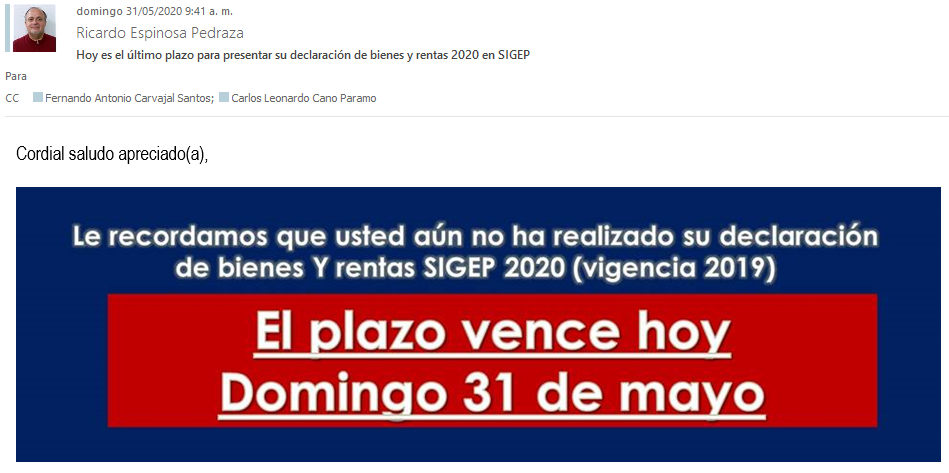 domingo 31/05/2020 9:41 a. m.
Ricardo Espinosa Pedraza
Hoy es el último plazo para presentar su declaración de bienes y rentas 2020 en SIGEP
Para
CC Fernando Antonio Carvajal Santos; Carlos Leonardo Cano Paramo
Cordial saludo apreciado(a),
Le recordamos que usted aún no ha realizado su declaración
de bienes Y rentas SIGEP 2020 (vigencia 2019)
El plazo vence hoy
Domingo 31 de mayo